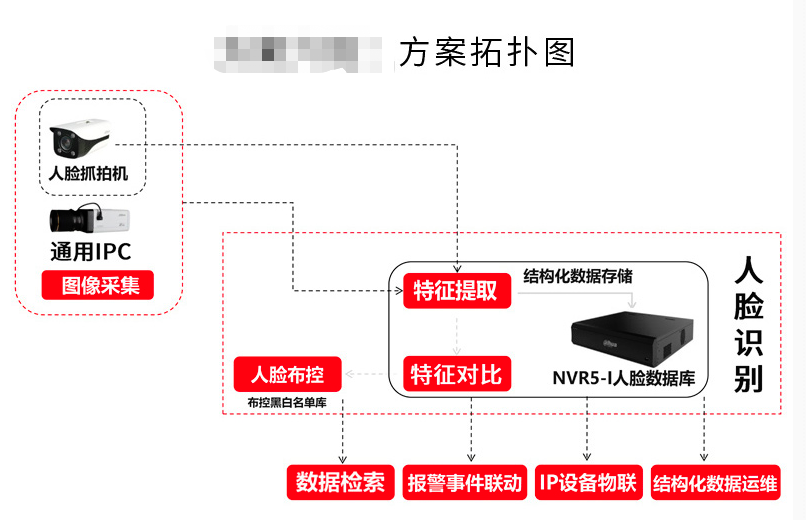 方案拓扑图
人脸抓拍机
通用IPC
图像采集
特征提取
结构化数据存储
alhua
NVR5-I人脸数据库
人脸识别
人脸布控
布控黑白名单库
特征对比
数据检索
报警事件联动
IP设备物联
结构化数据运维